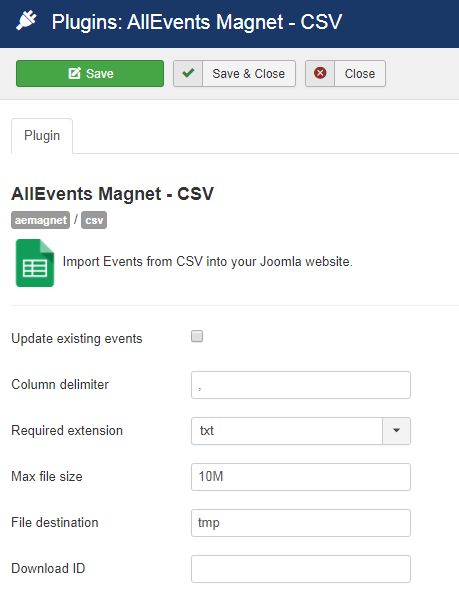 Plugins: AllEvents Magnet - CSV
Save Save & Close Close
Plugin
AllEvents Magnet - CSV
aemagnet / csv
Import Events from CSV into your Joomla website.
Update existing events
Column delimiter ,
Required extension txt
Max file size 10M
File destination tmp
Download ID